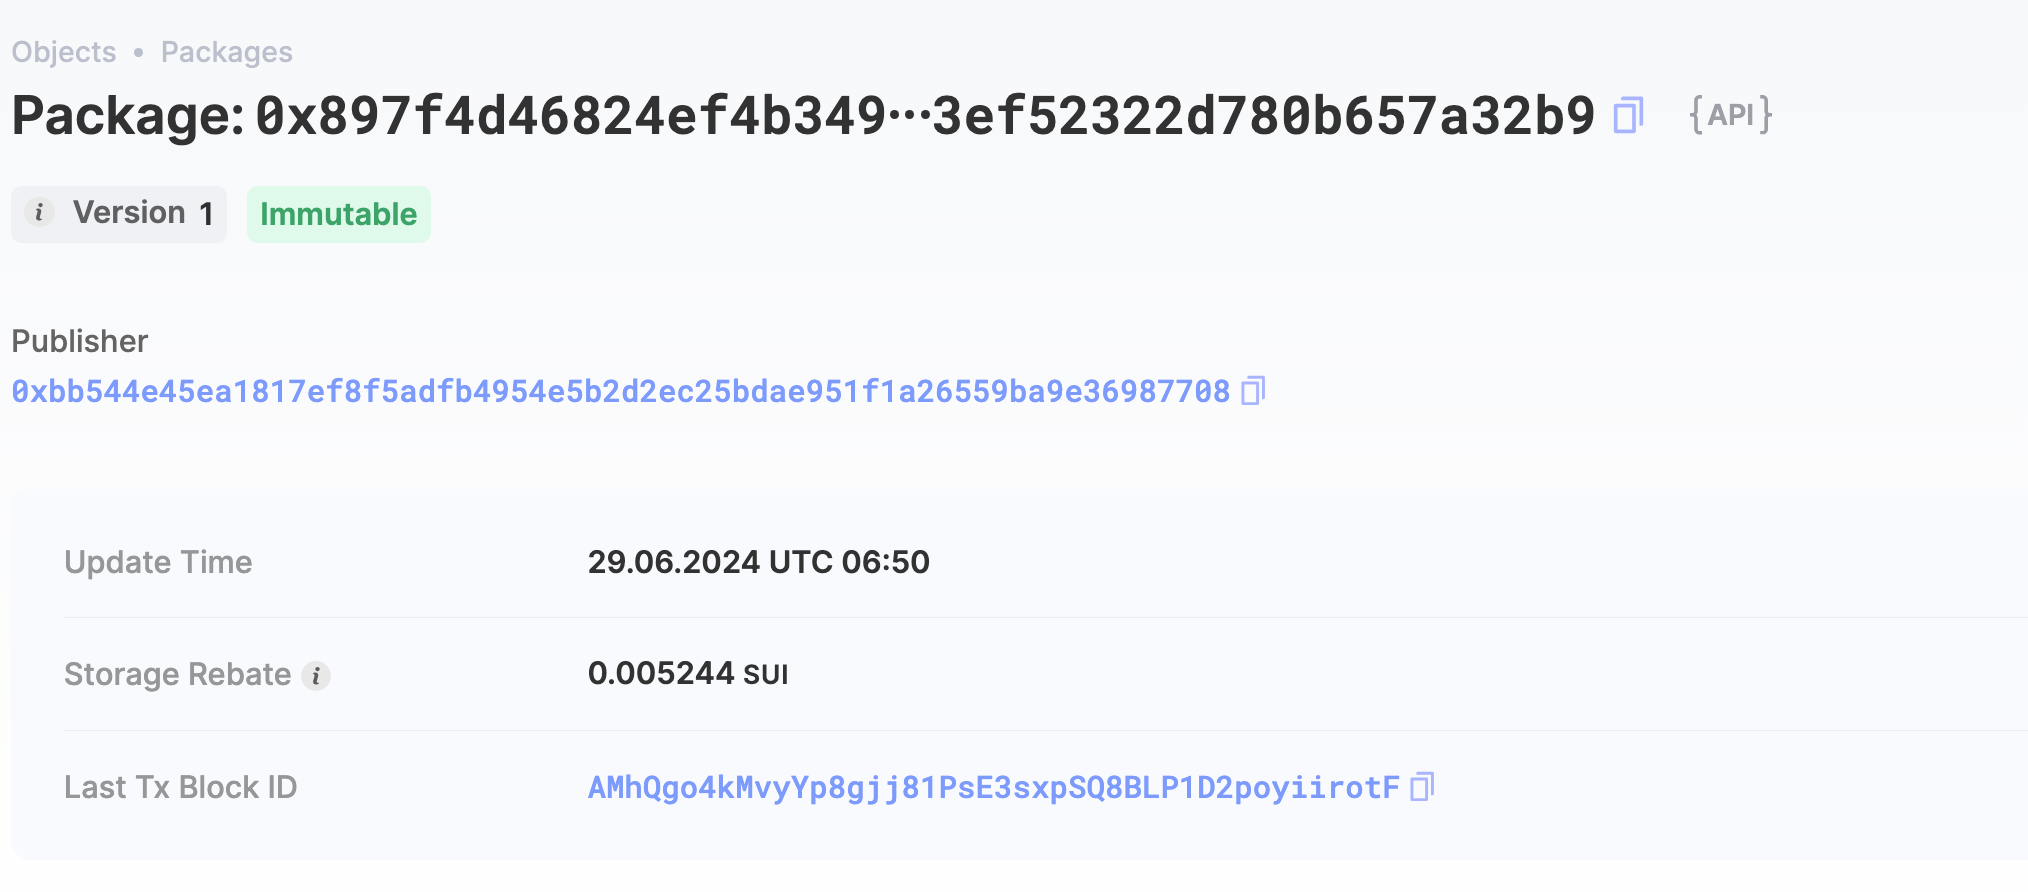 Objects • Packages
Package: 0x897f4d46824ef4b349···3ef52322d780b657a32b9 {API}
i Version 1 Immutable
Publisher
0xbb544e45ea1817ef8f5adfb4954e5b2d2ec25bdae951f1a26559ba9e36987708
Update Time 29.06.2024 UTC 06:50
Storage Rebate i 0.005244 SUI
Last Tx Block ID AMhQgo4kMvyYp8gjj81PsE3sxpSQ8BLP1D2poyiirotF